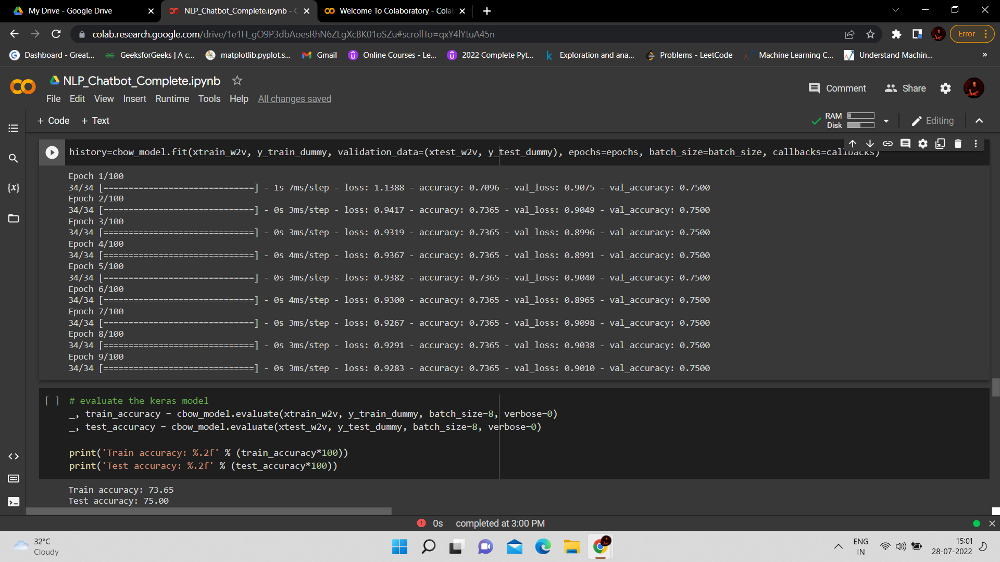 My Drive - Google Drive
NLP_Chatbot_Complete.ipynb - C
Welcome To Colaboratory - Colal
colab.research.google.com/drive/1e1H_gO9P3dbAoesRhN6ZLgXcBK01oSZu#scrollTo=qxY4lYtuA45n
Error
Dashboard - Great...
GeeksforGeeks | A c...
matplotlib.pyplot.s...
Gmail
Online Courses - Le...
2022 Complete Pyt...
Exploration and ana...
Problems - LeetCode
Machine Learning C...
Understand Machin...
»
NLP_Chatbot_Complete.ipynb
File Edit View Insert Runtime Tools Help All changes saved
Comment
Share
+ Code + Text
RAM
Disk
Editing
history=cbow_model.fit(xtrain_w2v, y_train_dummy, validation_data=(xtest_w2v, y_test_dummy), epochs=epochs, batch_size=batch_size, callbacks=callbacks)
Epoch 1/100
34/34 [==============================] - 1s 7ms/step - loss: 1.1388 - accuracy: 0.7096 - val_loss: 0.9075 - val_accuracy: 0.7500
Epoch 2/100
34/34 [==============================] - 0s 3ms/step - loss: 0.9417 - accuracy: 0.7365 - val_loss: 0.9049 - val_accuracy: 0.7500
Epoch 3/100
34/34 [==============================] - 0s 3ms/step - loss: 0.9319 - accuracy: 0.7365 - val_loss: 0.8996 - val_accuracy: 0.7500
Epoch 4/100
34/34 [==============================] - 0s 4ms/step - loss: 0.9367 - accuracy: 0.7365 - val_loss: 0.8991 - val_accuracy: 0.7500
Epoch 5/100
34/34 [==============================] - 0s 3ms/step - loss: 0.9382 - accuracy: 0.7365 - val_loss: 0.9040 - val_accuracy: 0.7500
Epoch 6/100
34/34 [==============================] - 0s 4ms/step - loss: 0.9300 - accuracy: 0.7365 - val_loss: 0.8965 - val_accuracy: 0.7500
Epoch 7/100
34/34 [==============================] - 0s 3ms/step - loss: 0.9267 - accuracy: 0.7365 - val_loss: 0.9098 - val_accuracy: 0.7500
Epoch 8/100
34/34 [==============================] - 0s 3ms/step - loss: 0.9291 - accuracy: 0.7365 - val_loss: 0.9038 - val_accuracy: 0.7500
Epoch 9/100
34/34 [==============================] - 0s 3ms/step - loss: 0.9283 - accuracy: 0.7365 - val_loss: 0.9010 - val_accuracy: 0.7500
[ ] # evaluate the keras model
_, train_accuracy = cbow_model.evaluate(xtrain_w2v, y_train_dummy, batch_size=8, verbose=0)
_, test_accuracy = cbow_model.evaluate(xtest_w2v, y_test_dummy, batch_size=8, verbose=0)
print('Train accuracy: %.2f' % (train_accuracy*100))
print('Test accuracy: %.2f' % (test_accuracy*100))
Train accuracy: 73.65
Test accuracy: 75.00
0s completed at 3:00 PM
32°C
Cloudy
ENG
IN
15:01
28-07-2022